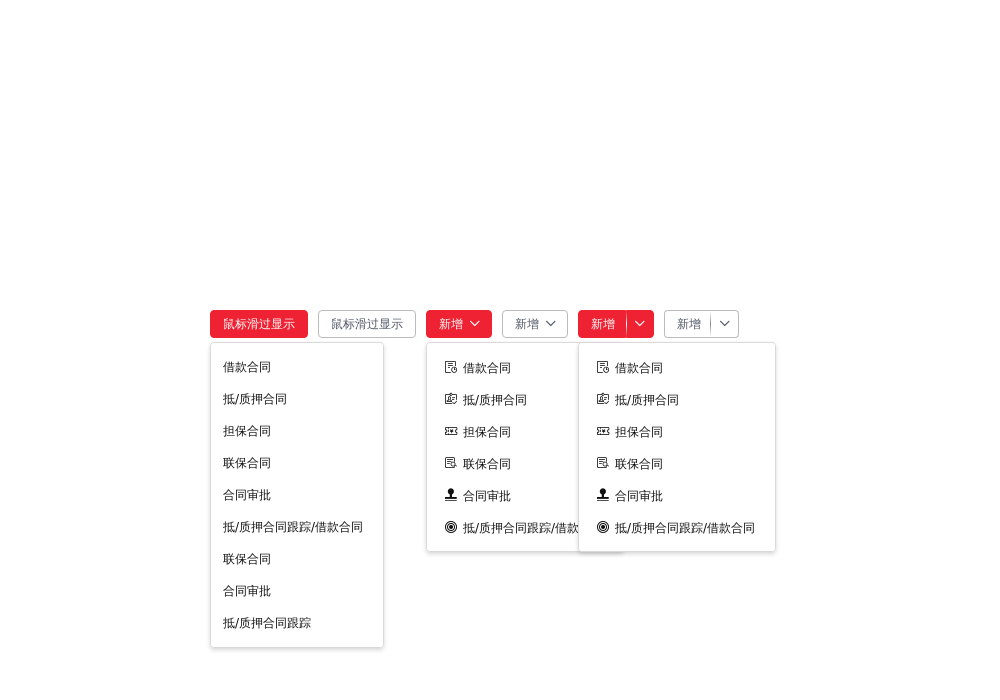 鼠标滑过显示 鼠标滑过显示 新增 新增 新增 新增
借款合同
抵/质押合同
担保合同
联保合同
合同审批
抵/质押合同跟踪/借款合同
联保合同
合同审批
抵/质押合同跟踪
借款合同
抵/质押合同
担保合同
联保合同
合同审批
抵/质押合同跟踪/借款
借款合同
抵/质押合同
担保合同
联保合同
合同审批
抵/质押合同跟踪/借款合同